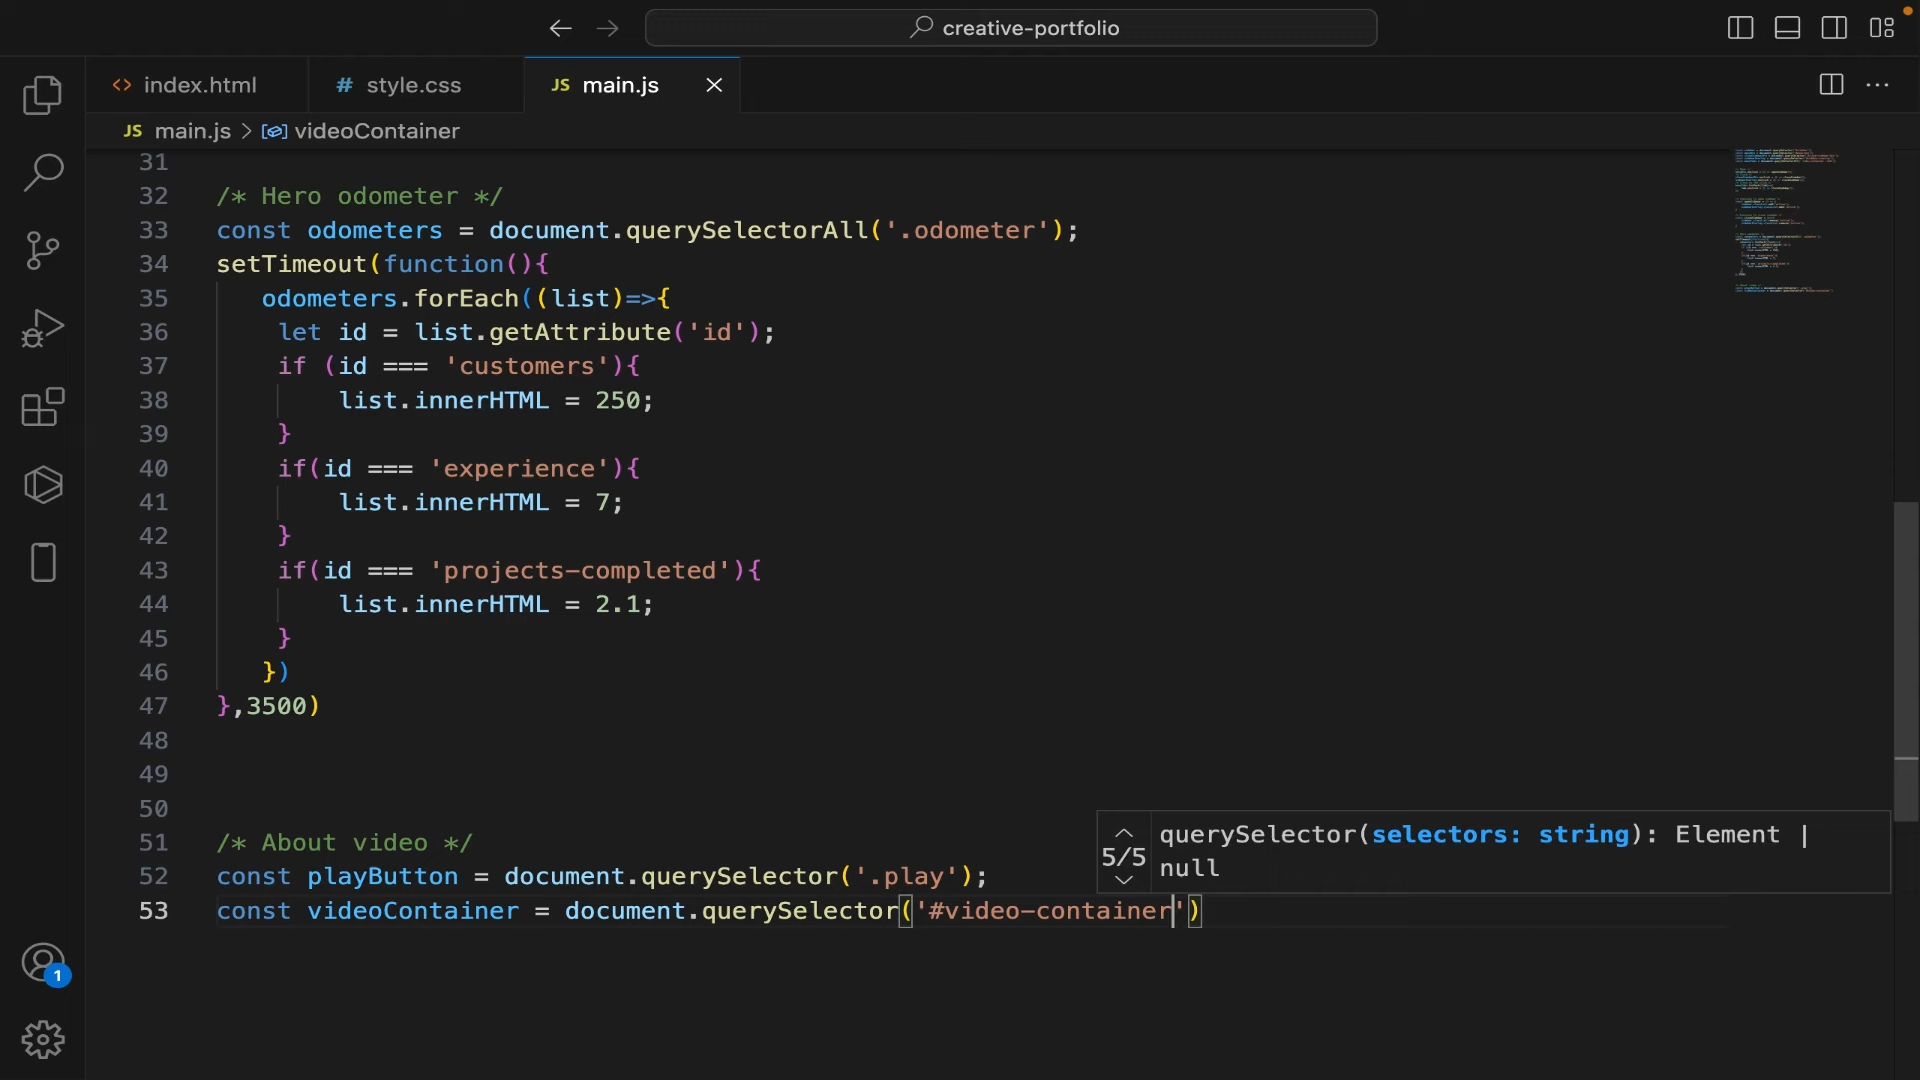 creative-portfolio
index.html
style.css
JS main.js
JS main.js > videoContainer
31
32 /* Hero odometer */
33 const odometers = document.querySelectorAll('.odometer');
34 setTimeout(function(){
35 odometers.forEach((list)=>{
36 let id = list.getAttribute('id');
37 if (id === 'customers'){
38 list.innerHTML = 250;
39 }
40 if(id === 'experience'){
41 list.innerHTML = 7;
42 }
43 if(id === 'projects-completed'){
44 list.innerHTML = 2.1;
45 }
46 })
47 },3500)
48
49
50
51 /* About video */
52 const playButton = document.querySelector('.play');
53 const videoContainer = document.querySelector('#video-container')
querySelector(selectors: string): Element |
5/5
null
1